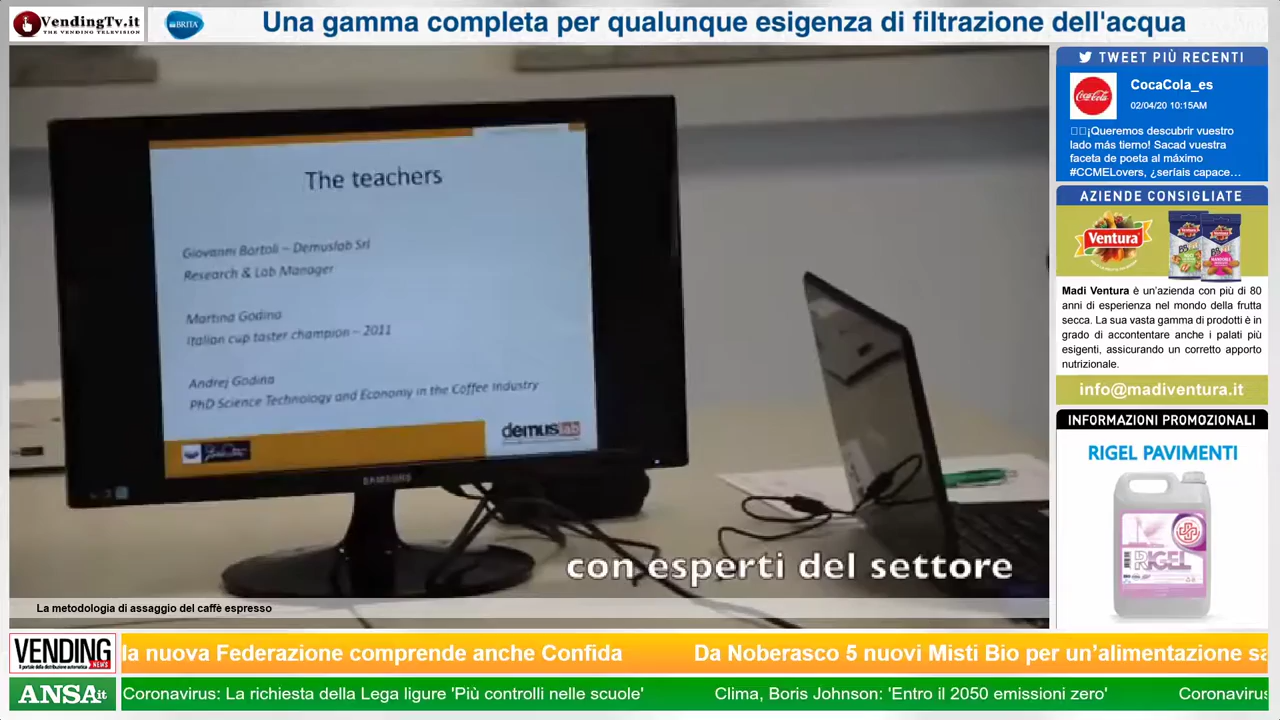 VendingTv.it
THE VENDING TELEVISION
BRITA
Una gamma completa per qualunque esigenza di filtrazione dell'acqua
The teachers
Giovanni Bortoli – Demuslab Srl
Research & Lab Manager
Martina Godina
Italian cup taster champion – 2011
Andrej Godina
PhD Science Technology and Economy in the Coffee Industry
demuslab
SAMSUNG
con esperti del settore
La metodologia di assaggio del caffè espresso
TWEET PIÙ RECENTI
Coca-Cola
CocaCola_es
02/04/20 10:15AM
¡Queremos descubrir vuestro
lado más tierno! Sacad vuestra
faceta de poeta al máximo
#CCMELovers, ¿seríais capace…
AZIENDE CONSIGLIATE
Ventura
Madi Ventura è un'azienda con più di 80
anni di esperienza nel mondo della frutta
secca. La sua vasta gamma di prodotti è in
grado di accontentare anche i palati più
esigenti, assicurando un corretto apporto
nutrizionale.
info@madiventura.it
INFORMAZIONI PROMOZIONALI
RIGEL PAVIMENTI
RIGEL
VENDING
NEWS
Il portale della distribuzione automatica
la nuova Federazione comprende anche Confida
Da Noberasco 5 nuovi Misti Bio per un'alimentazione sa
ANSA.it
Coronavirus: La richiesta della Lega ligure 'Più controlli nelle scuole'
Clima, Boris Johnson: 'Entro il 2050 emissioni zero'
Coronavirus